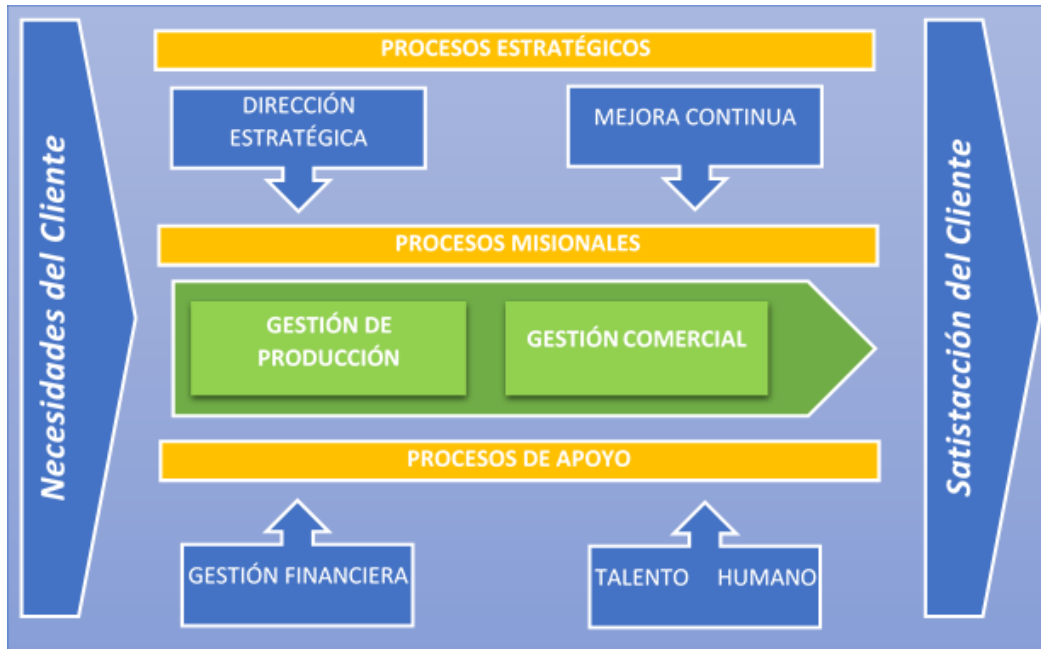 Necesidades del Cliente
PROCESOS ESTRATÉGICOS
DIRECCIÓN
ESTRATÉGICA
MEJORA CONTINUA
PROCESOS MISIONALES
GESTIÓN DE
PRODUCCIÓN
GESTIÓN COMERCIAL
PROCESOS DE APOYO
GESTIÓN FINANCIERA
TALENTO HUMANO
Satistacción del Cliente